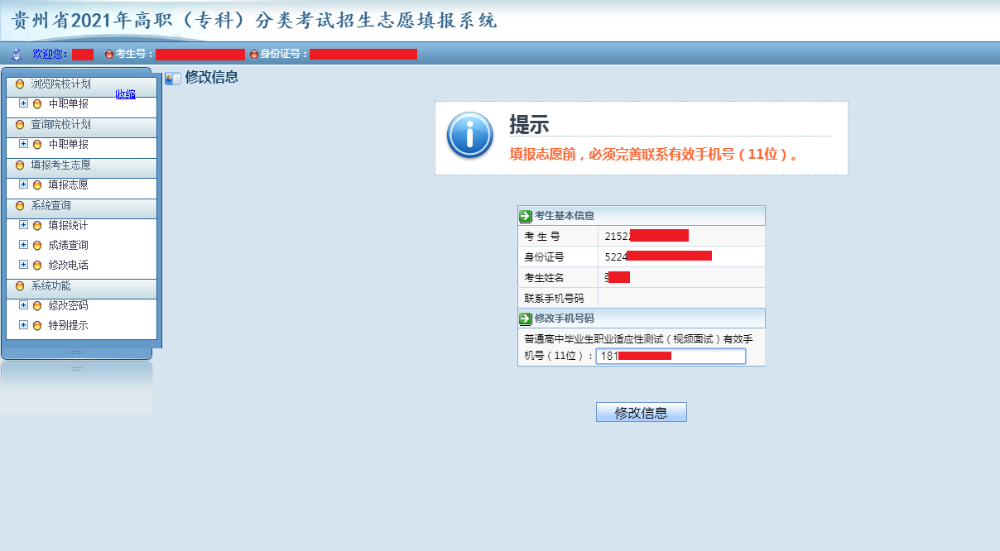 贵州省2021年高职（专科）分类考试招生志愿填报系统
欢迎您： 考生号： 身份证号：
浏览院校计划
收缩
中职单报
查询院校计划
中职单报
填报考生志愿
填报志愿
系统查询
填报统计
成绩查询
修改电话
系统功能
修改密码
特别提示
修改信息
提示
填报志愿前，必须完善联系有效手机号（11位）。
考生基本信息
考 生 号 2152
身份证号 5224
考生姓名
联系手机号码
修改手机号码
普通高中毕业生职业适应性测试（视频面试）有效手
机号（11位）： 181
修改信息